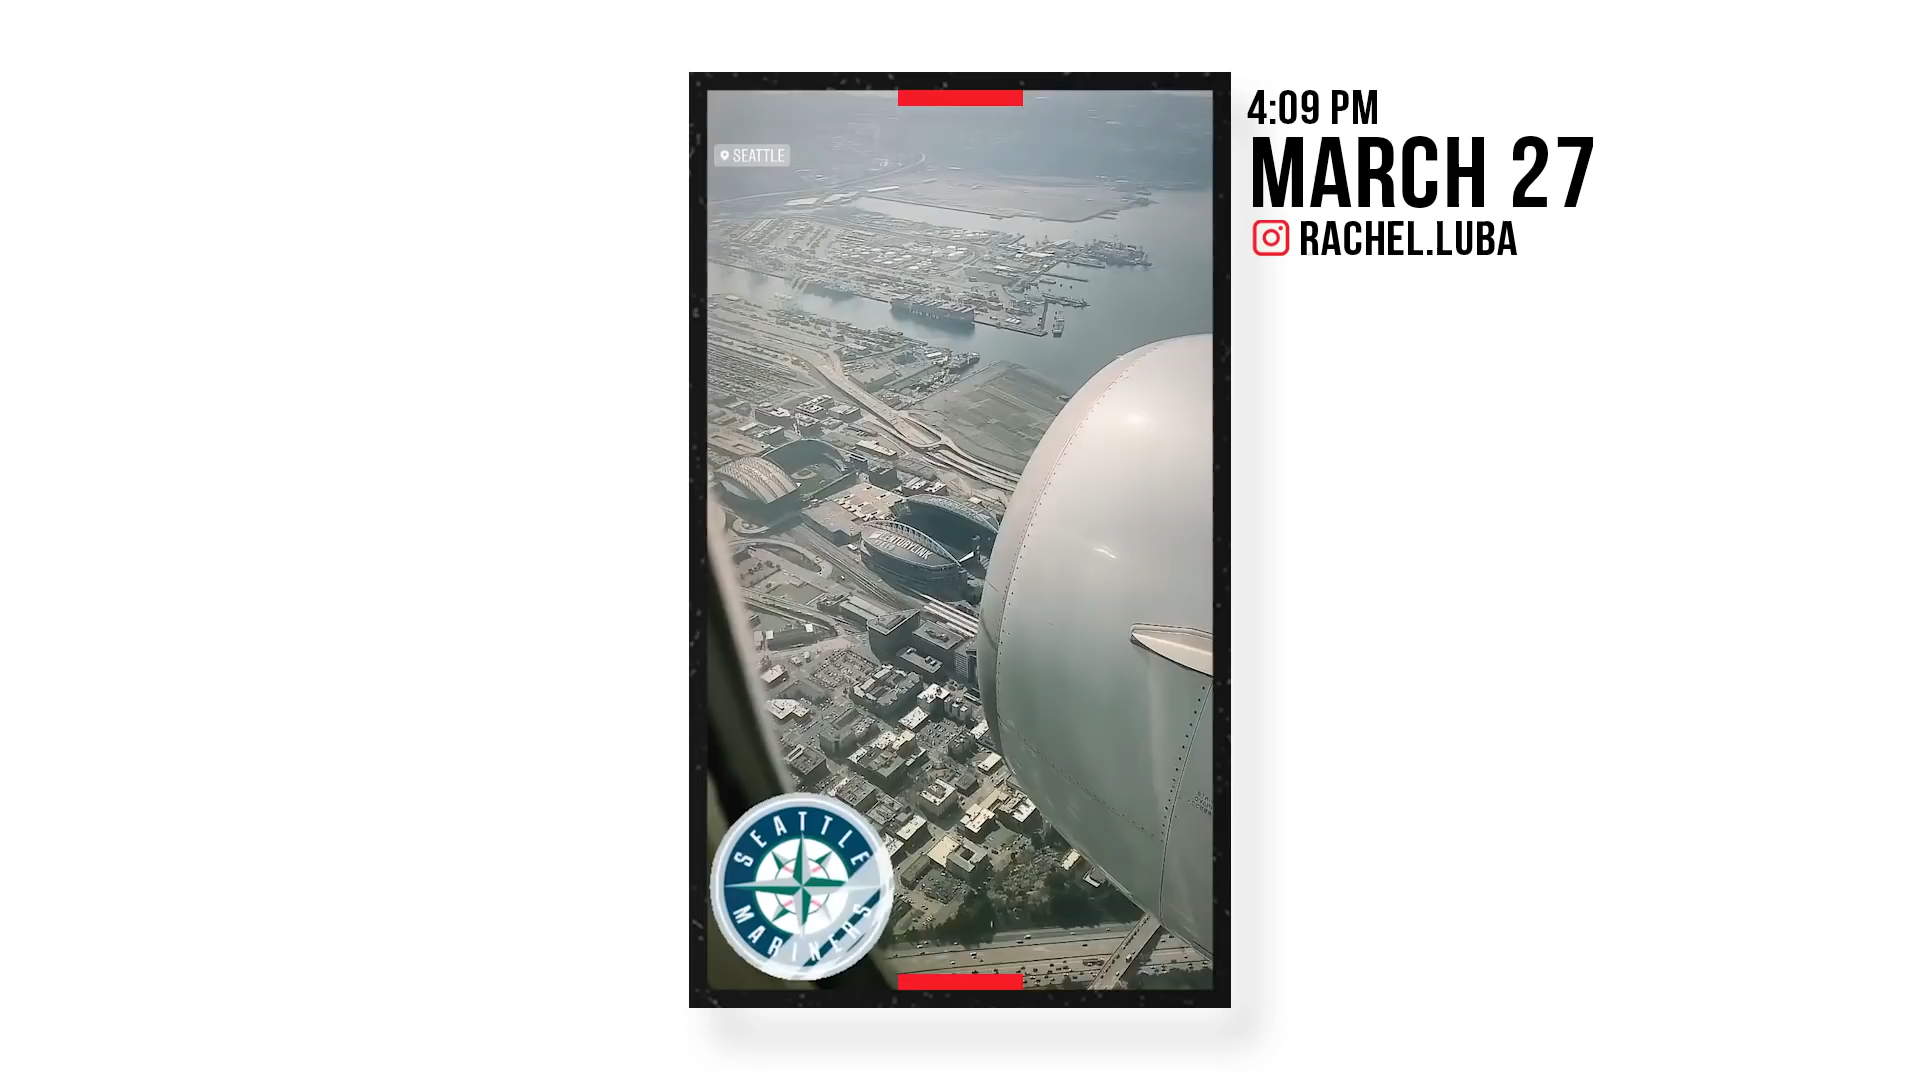 4:09 PM
MARCH 27
RACHEL.LUBA
SEATTLE
CENTURYLINK
SEATTLE
MARINERS